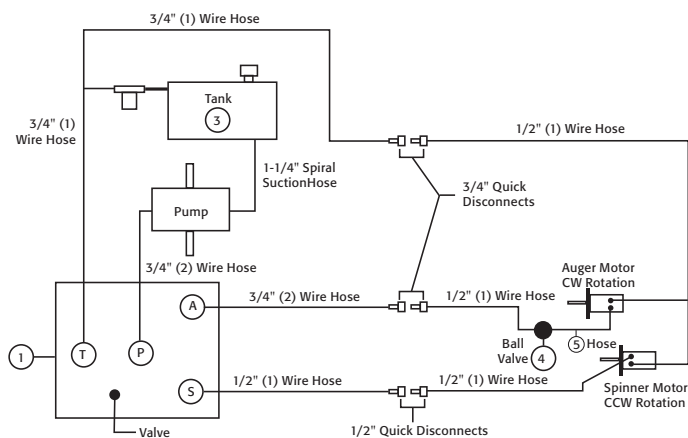 3/4" (1) Wire Hose
Tank
3
3/4" (1)
Wire Hose
1/2" (1) Wire Hose
1-1/4" Spiral
SuctionHose
3/4" Quick
Disconnects
Pump
3/4" (2) Wire Hose
Auger Motor
CW Rotation
A
3/4" (2) Wire Hose
1/2" (1) Wire Hose
1
T
P
Ball
Valve
4
5
Hose
S
1/2" (1) Wire Hose
1/2" (1) Wire Hose
Spinner Motor
CCW Rotation
Valve
1/2" Quick Disconnects